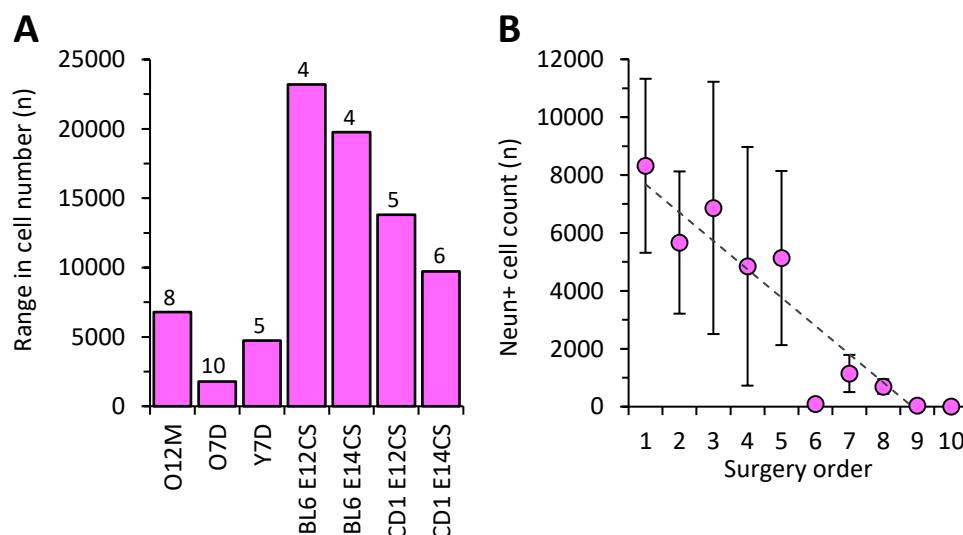 A
B
Range in cell number (n)
25000
20000
15000
10000
5000
0
8
10
5
4
4
5
6
O12M
O7D
Y7D
BL6 E12CS
BL6 E14CS
CD1 E12CS
CD1 E14CS
Neun+ cell count (n)
12000
10000
8000
6000
4000
2000
0
1 2 3 4 5 6 7 8 9 10
Surgery order